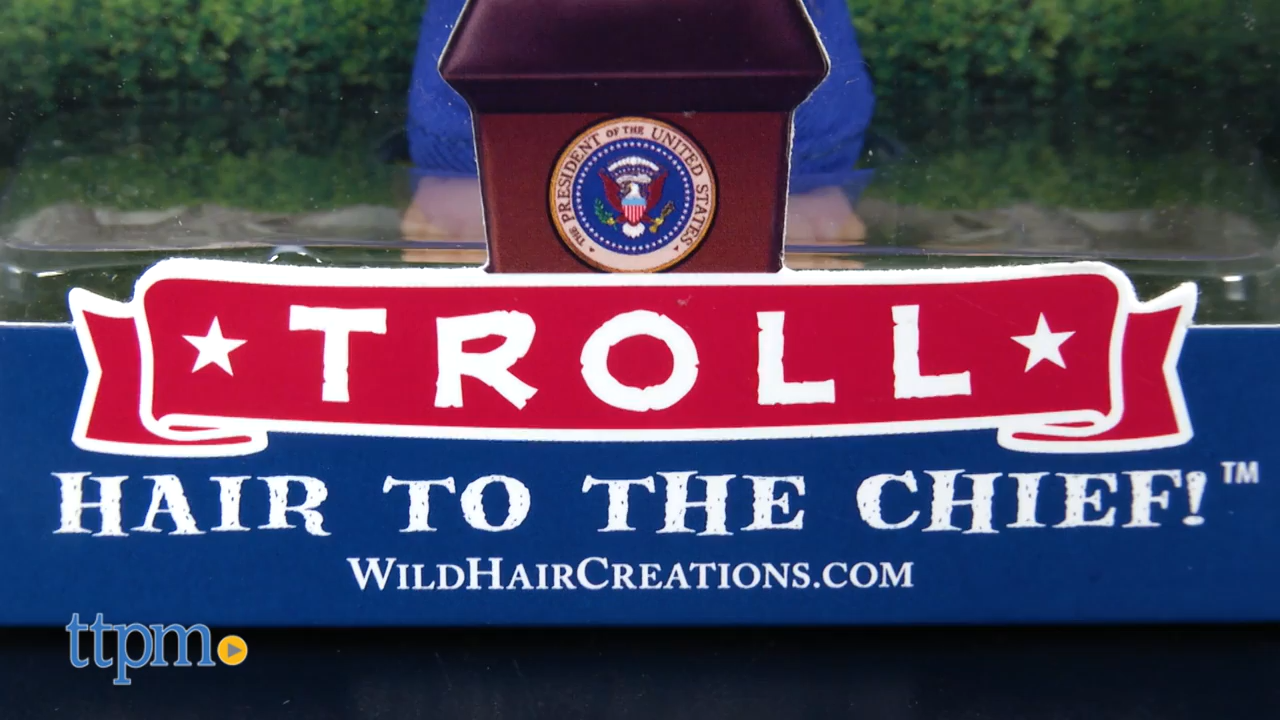 THE PRESIDENT OF THE UNITED STATES
TROLL
HAIR TO THE CHIEF!™
WILDHAIRCREATIONS.COM
ttpm